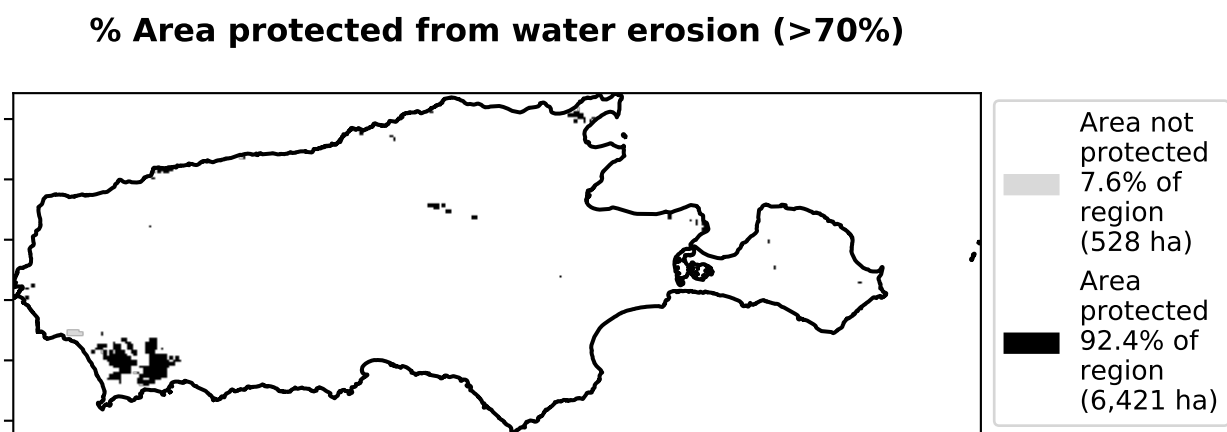 % Area protected from water erosion (>70%)
Area not
protected
7.6% of
region
(528 ha)
Area
protected
92.4% of
region
(6,421 ha)